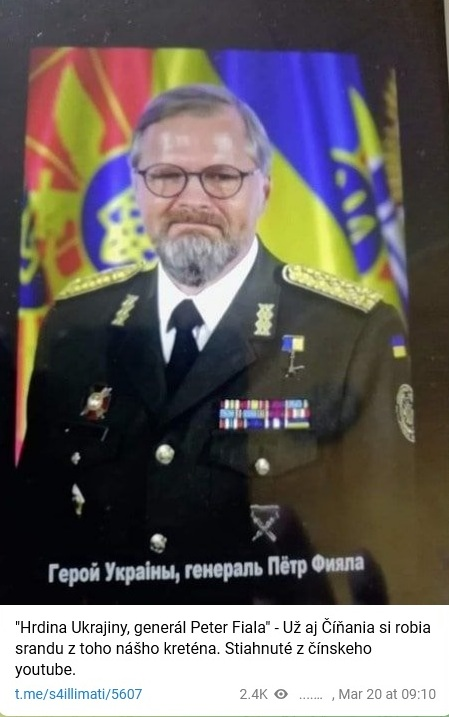 Герой Украіны, генераль Пётр Фияла
"Hrdina Ukrajiny, generál Peter Fiala" - Už aj Číňania si robia
srandu z toho nášho kreténa. Stiahnuté z čínskeho
youtube.
t.me/s4illimati/5607
2.4K ....... , Mar 20 at 09:10